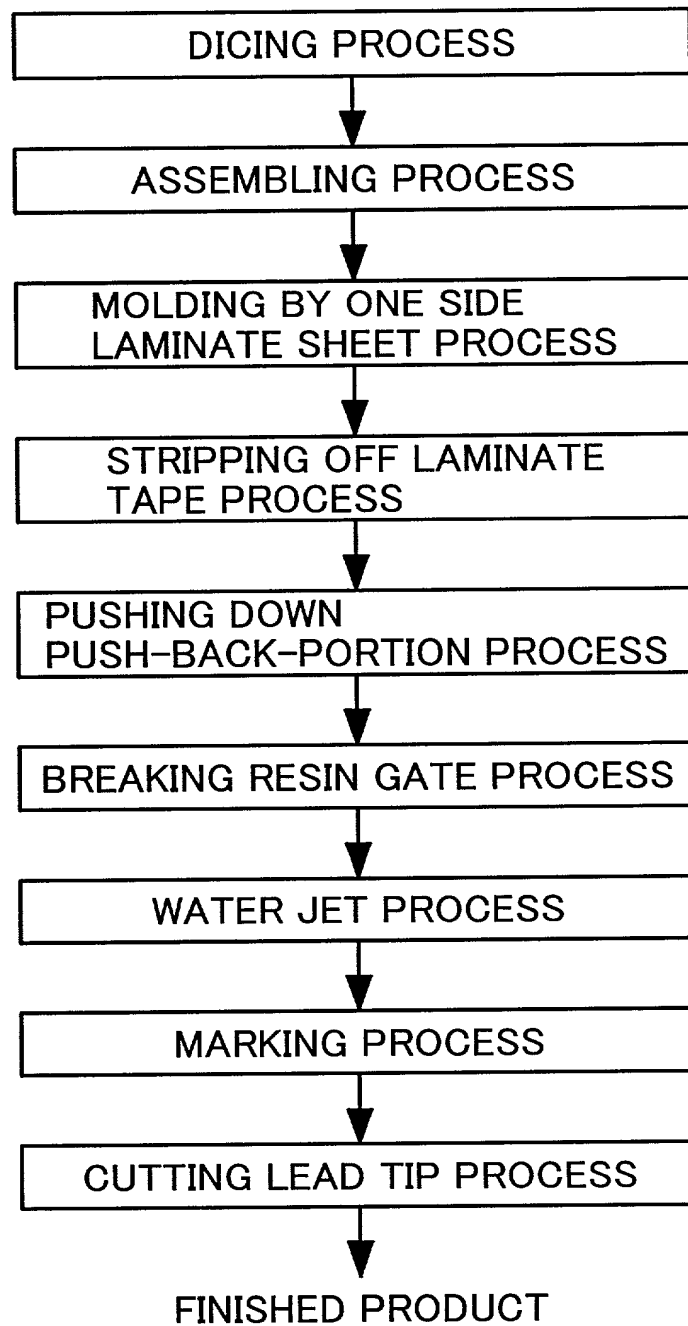 DICING PROCESS
ASSEMBLING PROCESS
MOLDING BY ONE SIDE
LAMINATE SHEET PROCESS
STRIPPING OFF LAMINATE
TAPE PROCESS
PUSHING DOWN
PUSH-BACK-PORTION PROCESS
BREAKING RESIN GATE PROCESS
WATER JET PROCESS
MARKING PROCESS
CUTTING LEAD TIP PROCESS
FINISHED PRODUCT